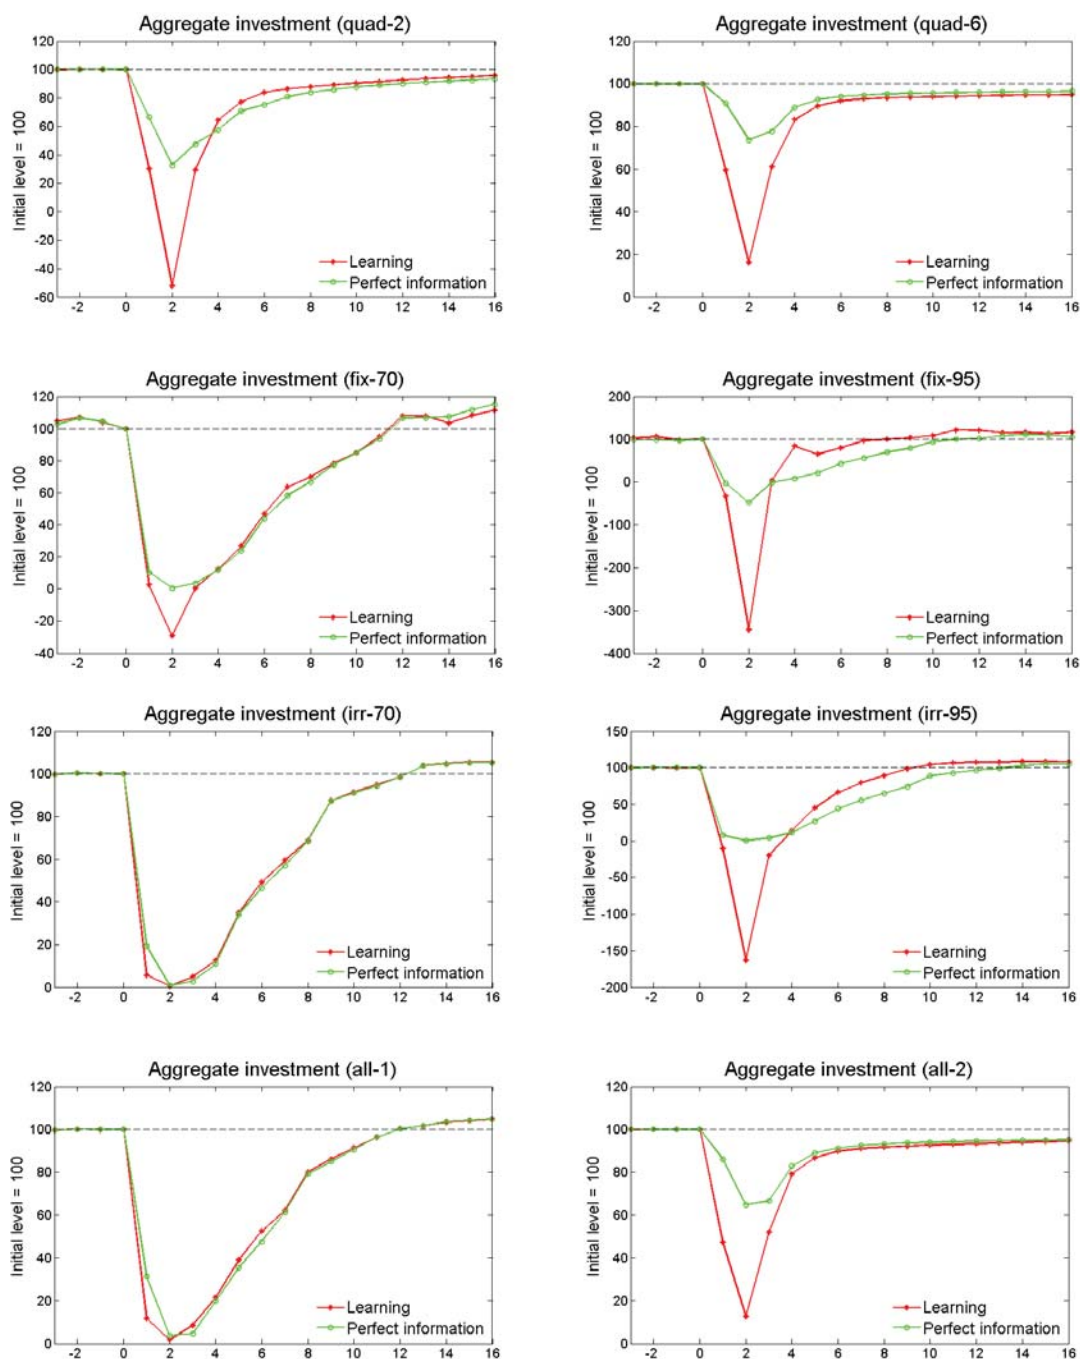 Aggregate investment (quad-2)
120
100
80
60
40
20
0
-20
-40
-60
Initial level = 100
Learning
Perfect information
-2 0 2 4 6 8 10 12 14 16
Aggregate investment (quad-6)
120
100
80
60
40
20
0
Initial level = 100
Learning
Perfect information
-2 0 2 4 6 8 10 12 14 16
Aggregate investment (fix-70)
120
100
80
60
40
20
0
-20
-40
Initial level = 100
Learning
Perfect information
-2 0 2 4 6 8 10 12 14 16
Aggregate investment (fix-95)
200
100
0
-100
-200
-300
-400
Initial level = 100
Learning
Perfect information
-2 0 2 4 6 8 10 12 14 16
Aggregate investment (irr-70)
120
100
80
60
40
20
0
Initial level = 100
Learning
Perfect information
-2 0 2 4 6 8 10 12 14 16
Aggregate investment (irr-95)
150
100
50
0
-50
-100
-150
-200
Initial level = 100
Learning
Perfect information
-2 0 2 4 6 8 10 12 14 16
Aggregate investment (all-1)
120
100
80
60
40
20
0
Initial level = 100
Learning
Perfect information
-2 0 2 4 6 8 10 12 14 16
Aggregate investment (all-2)
120
100
80
60
40
20
0
Initial level = 100
Learning
Perfect information
-2 0 2 4 6 8 10 12 14 16